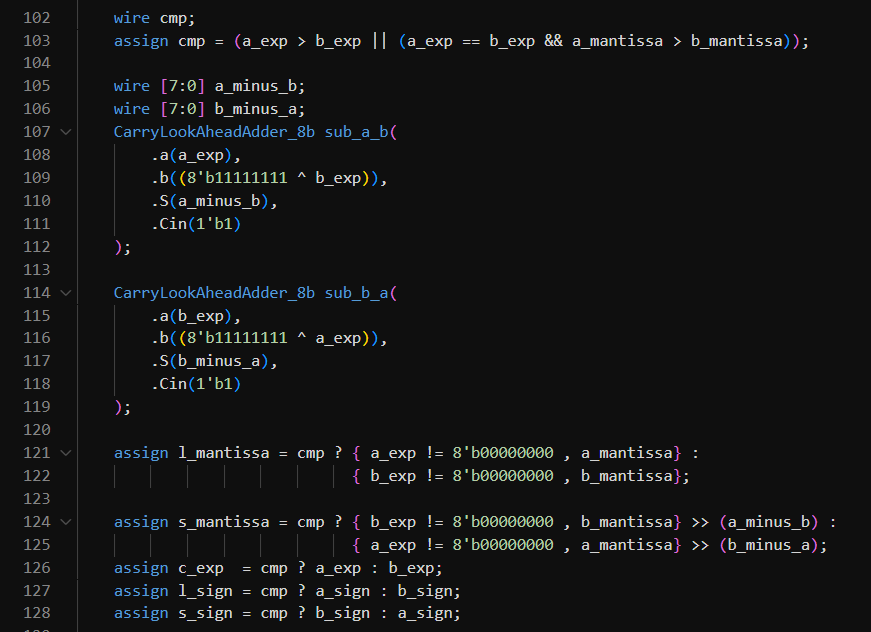 102 wire cmp;
103 assign cmp = (a_exp > b_exp || (a_exp == b_exp && a_mantissa > b_mantissa));
104
105 wire [7:0] a_minus_b;
106 wire [7:0] b_minus_a;
107 CarryLookAheadAdder_8b sub_a_b(
108 .a(a_exp),
109 .b((8'b11111111 ^ b_exp)),
110 .S(a_minus_b),
111 .Cin(1'b1)
112 );
113
114 CarryLookAheadAdder_8b sub_b_a(
115 .a(b_exp),
116 .b((8'b11111111 ^ a_exp)),
117 .S(b_minus_a),
118 .Cin(1'b1)
119 );
120
121 assign l_mantissa = cmp ? { a_exp != 8'b00000000 , a_mantissa} :
122 { b_exp != 8'b00000000 , b_mantissa};
123
124 assign s_mantissa = cmp ? { b_exp != 8'b00000000 , b_mantissa} >> (a_minus_b) :
125 { a_exp != 8'b00000000 , a_mantissa} >> (b_minus_a);
126 assign c_exp = cmp ? a_exp : b_exp;
127 assign l_sign = cmp ? a_sign : b_sign;
128 assign s_sign = cmp ? b_sign : a_sign;